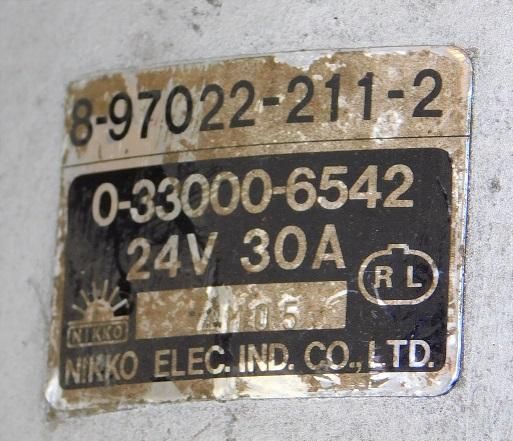 8-97022-211-2
0-33000-6542
24V 30A
R L
NIKKO
NIKKO ELEC. IND. CO., LTD.